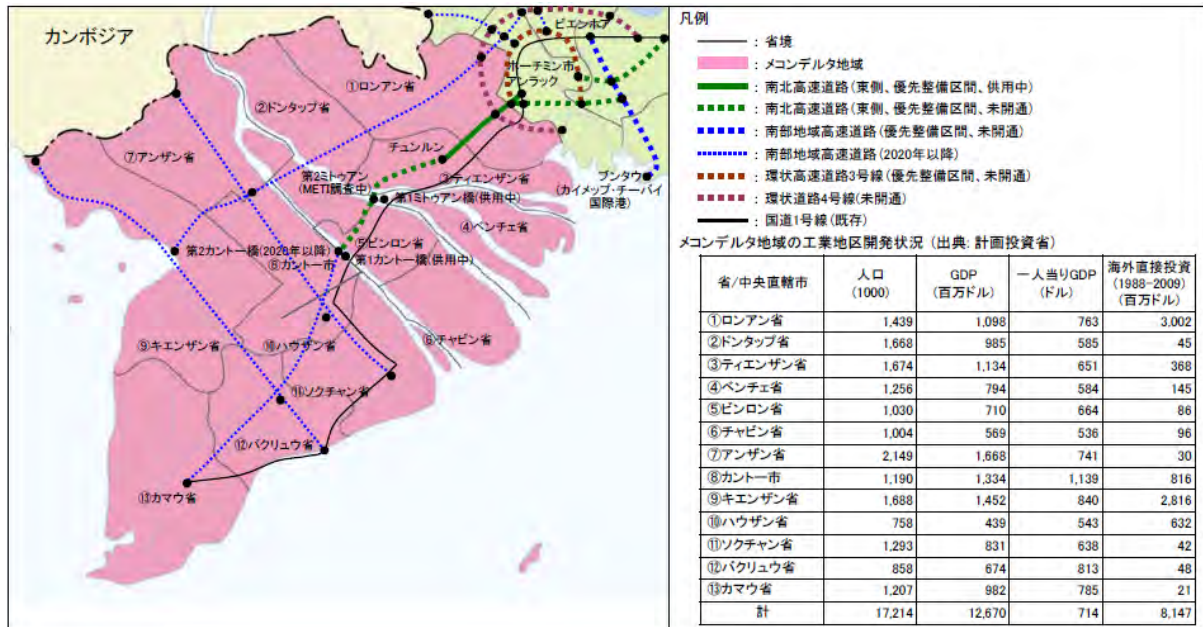 カンボジア
ビエンホア
ホーチミン市
アンラック
①ロンアン省
②ドンタップ省
チュンルン
⑦アンザン省
第2ミトゥアン
(METI調査中)
③ティエンザン省
ブンタウ
(カイメップ・チーバイ
国際港)
第1ミトゥアン橋(供用中)
④ベンチェ省
⑤ビンロン省
第2カントー橋(2020年以降)
⑧カントー市
第1カントー橋(供用中)
⑥チャビン省
⑨キエンザン省
⑩ハウザン省
⑪ソクチャン省
⑫バクリュウ省
⑬カマウ省
凡例
：省境
：メコンデルタ地域
：南北高速道路(東側、優先整備区間、供用中)
：南北高速道路(東側、優先整備区間、未開通)
：南部地域高速道路(優先整備区間、未開通)
：南部地域高速道路(2020年以降)
：環状高速道路3号線(優先整備区間、未開通)
：環状道路4号線(未開通)
：国道1号線(既存)
メコンデルタ地域の工業地区開発状況 (出典: 計画投資省)
省/中央直轄市 人口 (1000) GDP (百万ドル) 一人当りGDP (ドル) 海外直接投資 (1988-2009) (百万ドル)
①ロンアン省 1,439 1,098 763 3,002
②ドンタップ省 1,668 985 585 45
③ティエンザン省 1,674 1,134 651 368
④ベンチェ省 1,256 794 584 145
⑤ビンロン省 1,030 710 664 86
⑥チャビン省 1,004 569 536 96
⑦アンザン省 2,149 1,668 741 30
⑧カントー市 1,190 1,334 1,139 816
⑨キエンザン省 1,688 1,452 840 2,816
⑩ハウザン省 758 439 543 632
⑪ソクチャン省 1,293 831 638 42
⑫バクリュウ省 858 674 813 48
⑬カマウ省 1,207 982 785 21
計 17,214 12,670 714 8,147